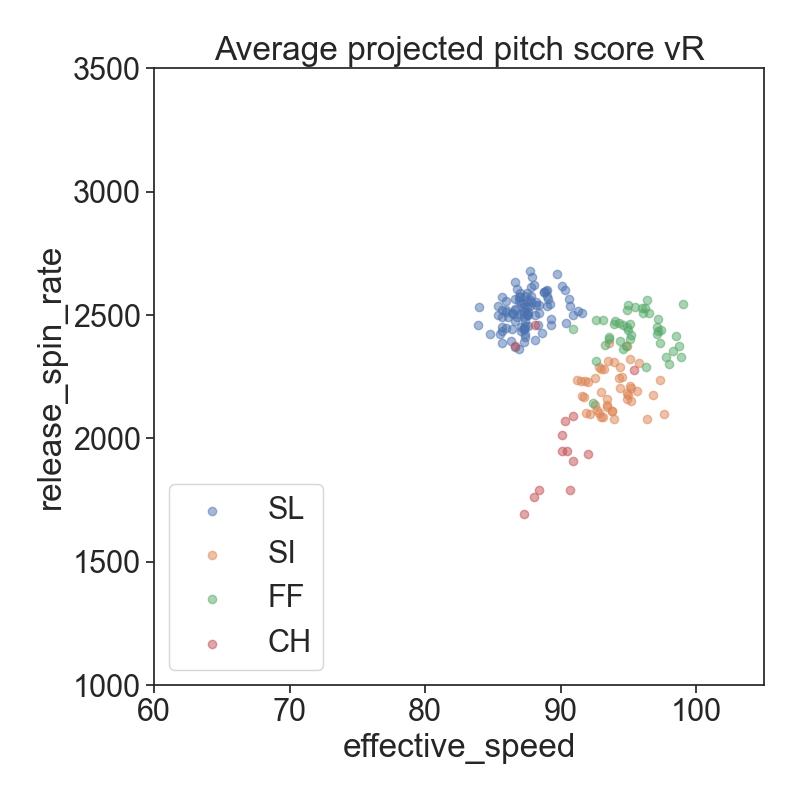 Average projected pitch score vR
3500
3000
2500
2000
1500
1000
release_spin_rate
SL
SI
FF
CH
60 70 80 90 100
effective_speed